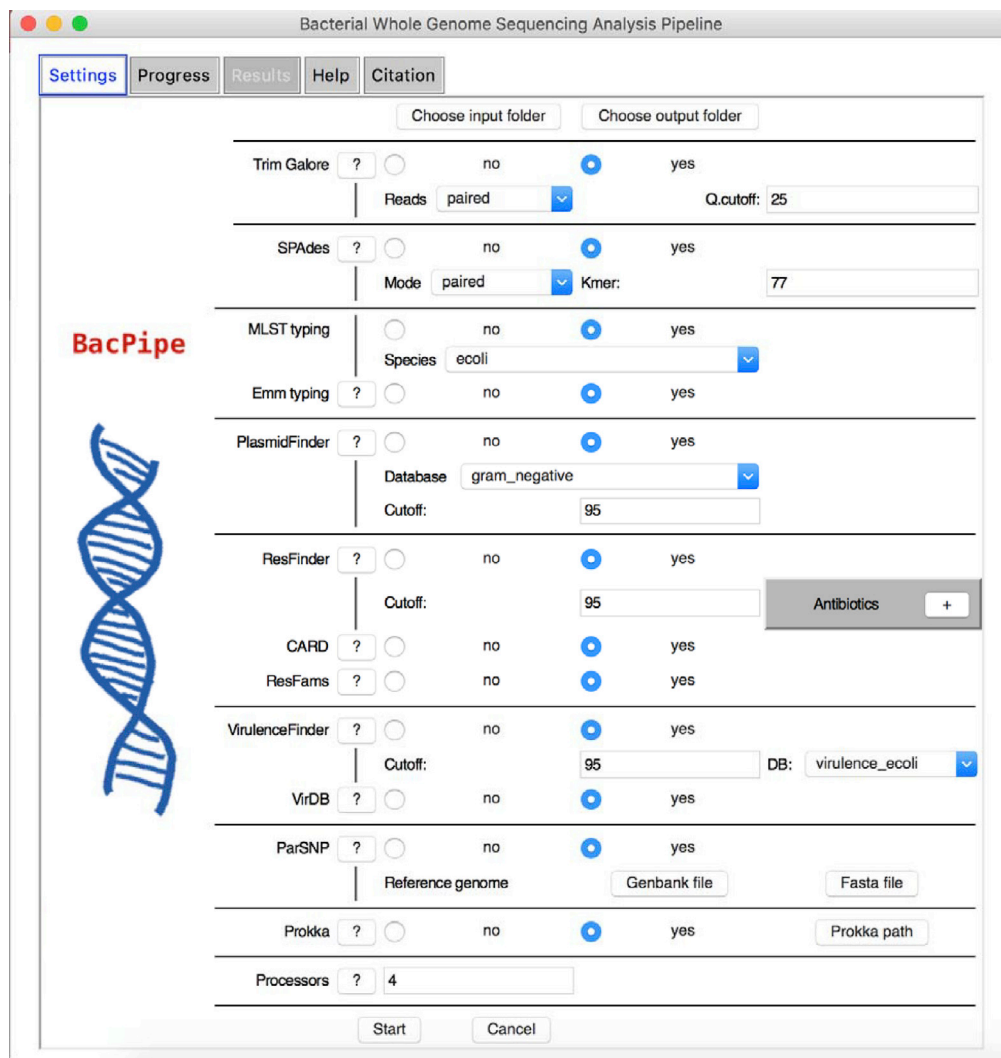 Bacterial Whole Genome Sequencing Analysis Pipeline
Settings Progress Results Help Citation
Choose input folder Choose output folder
Trim Galore ? no yes
Reads paired Q.cutoff: 25
SPAdes ? no yes
Mode paired Kmer: 77
MLST typing no yes
BacPipe
Species ecoli
Emm typing ? no yes
PlasmidFinder ? no yes
Database gram_negative
Cutoff: 95
ResFinder ? no yes
Cutoff: 95 Antibiotics +
CARD ? no yes
ResFams ? no yes
VirulenceFinder ? no yes
Cutoff: 95 DB: virulence_ecoli
VirDB ? no yes
ParSNP ? no yes
Reference genome Genbank file Fasta file
Prokka ? no yes Prokka path
Processors ? 4
Start Cancel